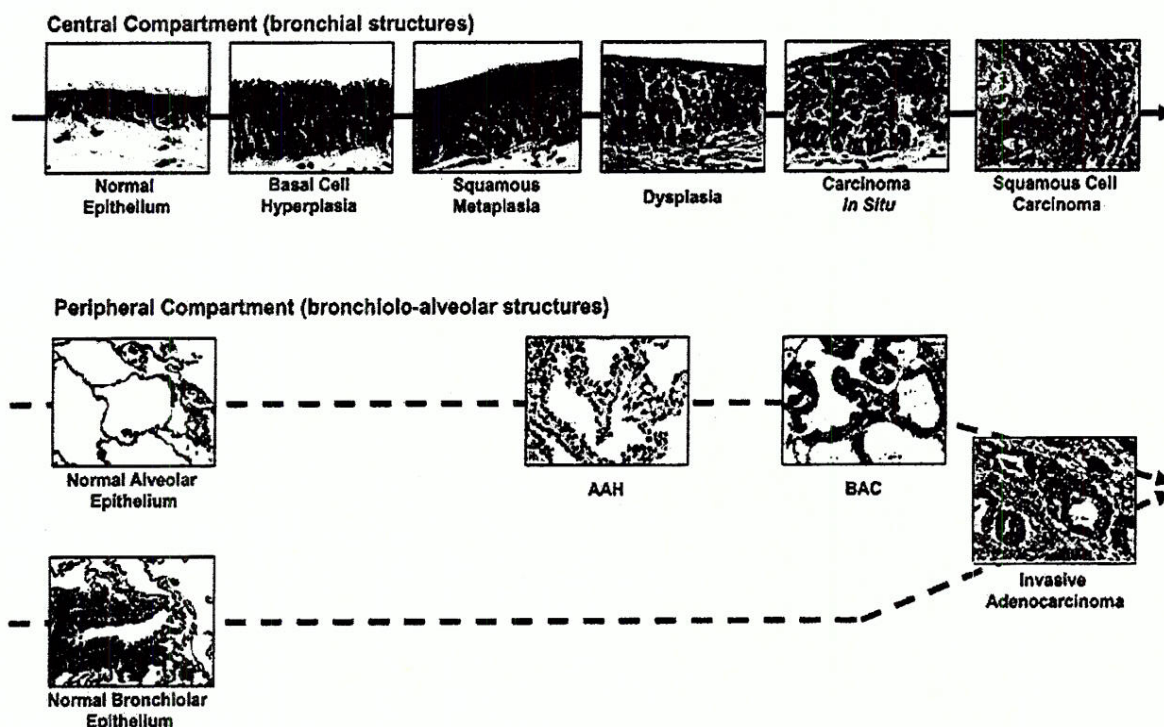 Central Compartment (bronchial structures)
Normal
Epithelium
Basal Cell
Hyperplasia
Squamous
Metaplasia
Dysplasia
Carcinoma
In Situ
Squamous Cell
Carcinoma
Peripheral Compartment (bronchiolo-alveolar structures)
Normal Alveolar
Epithelium
AAH
BAC
Invasive
Adenocarcinoma
Normal Bronchiolar
Epithelium